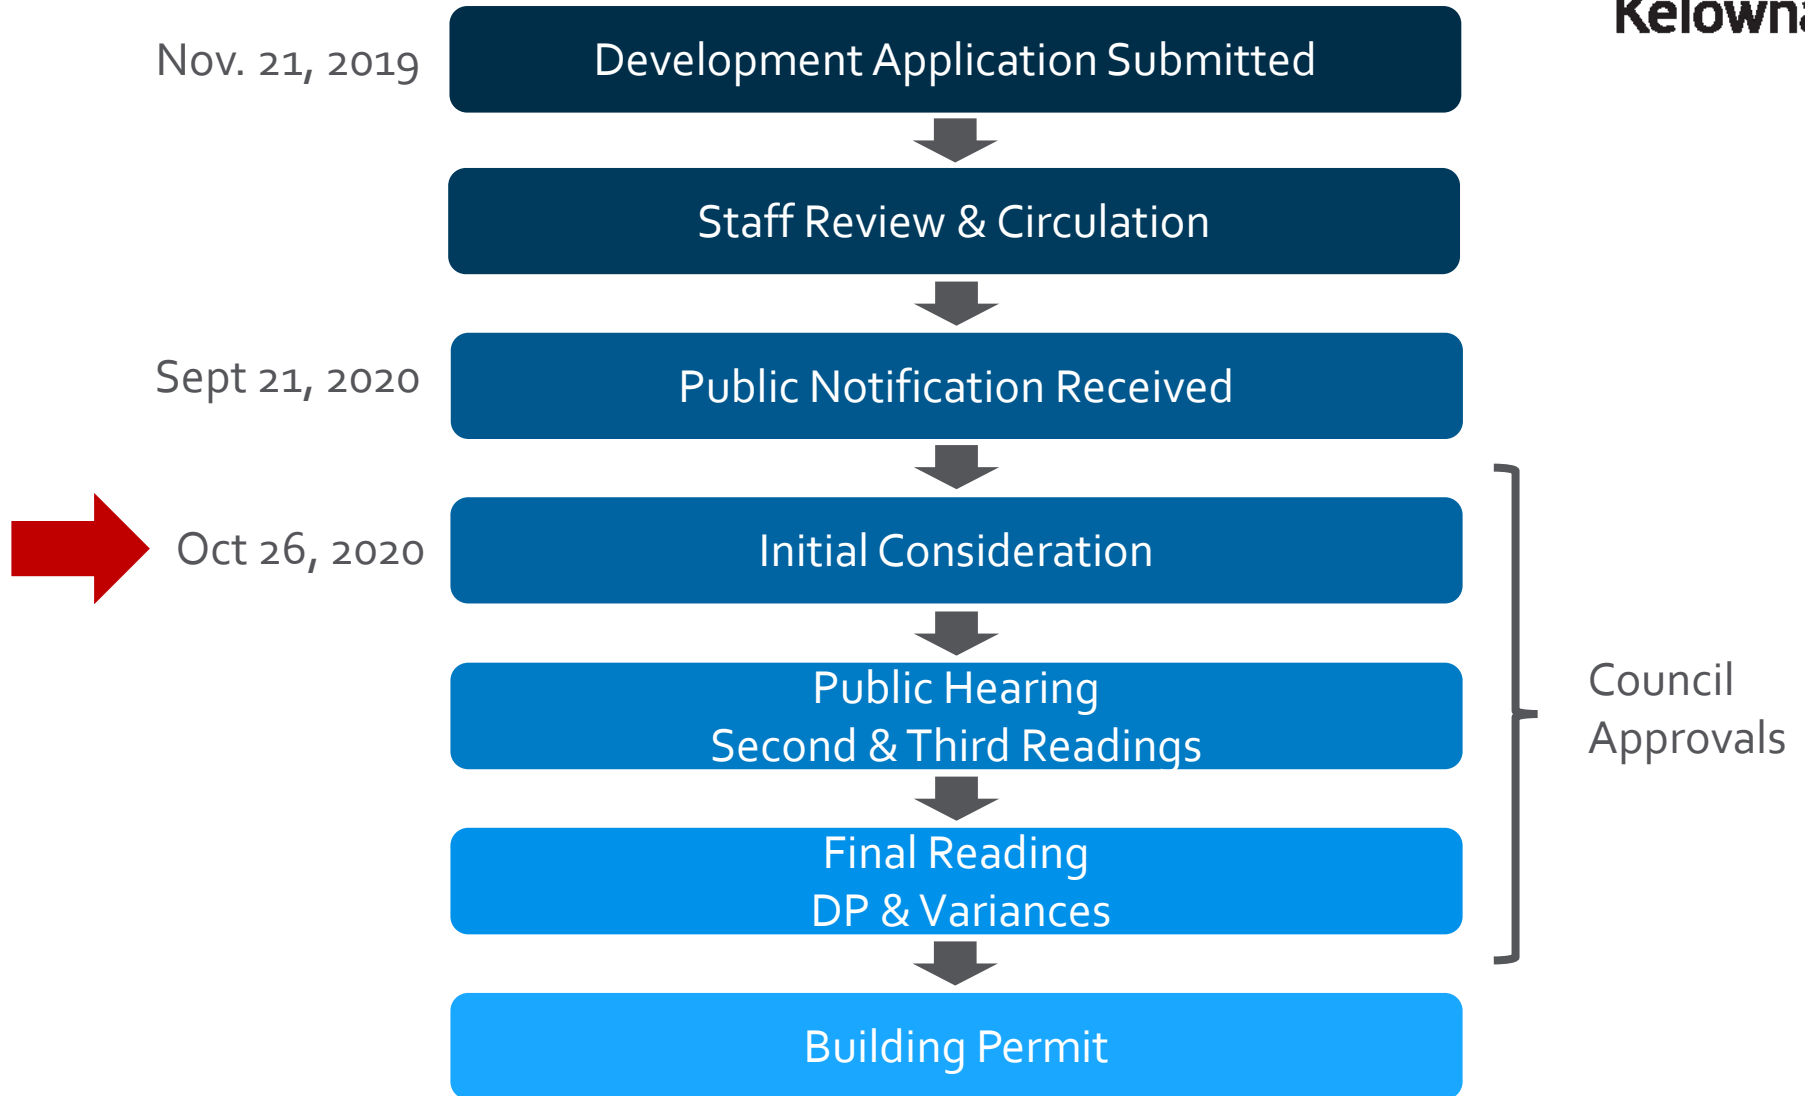 Kelowna
Nov. 21, 2019
Development Application Submitted
Staff Review & Circulation
Sept 21, 2020
Public Notification Received
Oct 26, 2020
Initial Consideration
Public Hearing
Second & Third Readings
Council
Approvals
Final Reading
DP & Variances
Building Permit